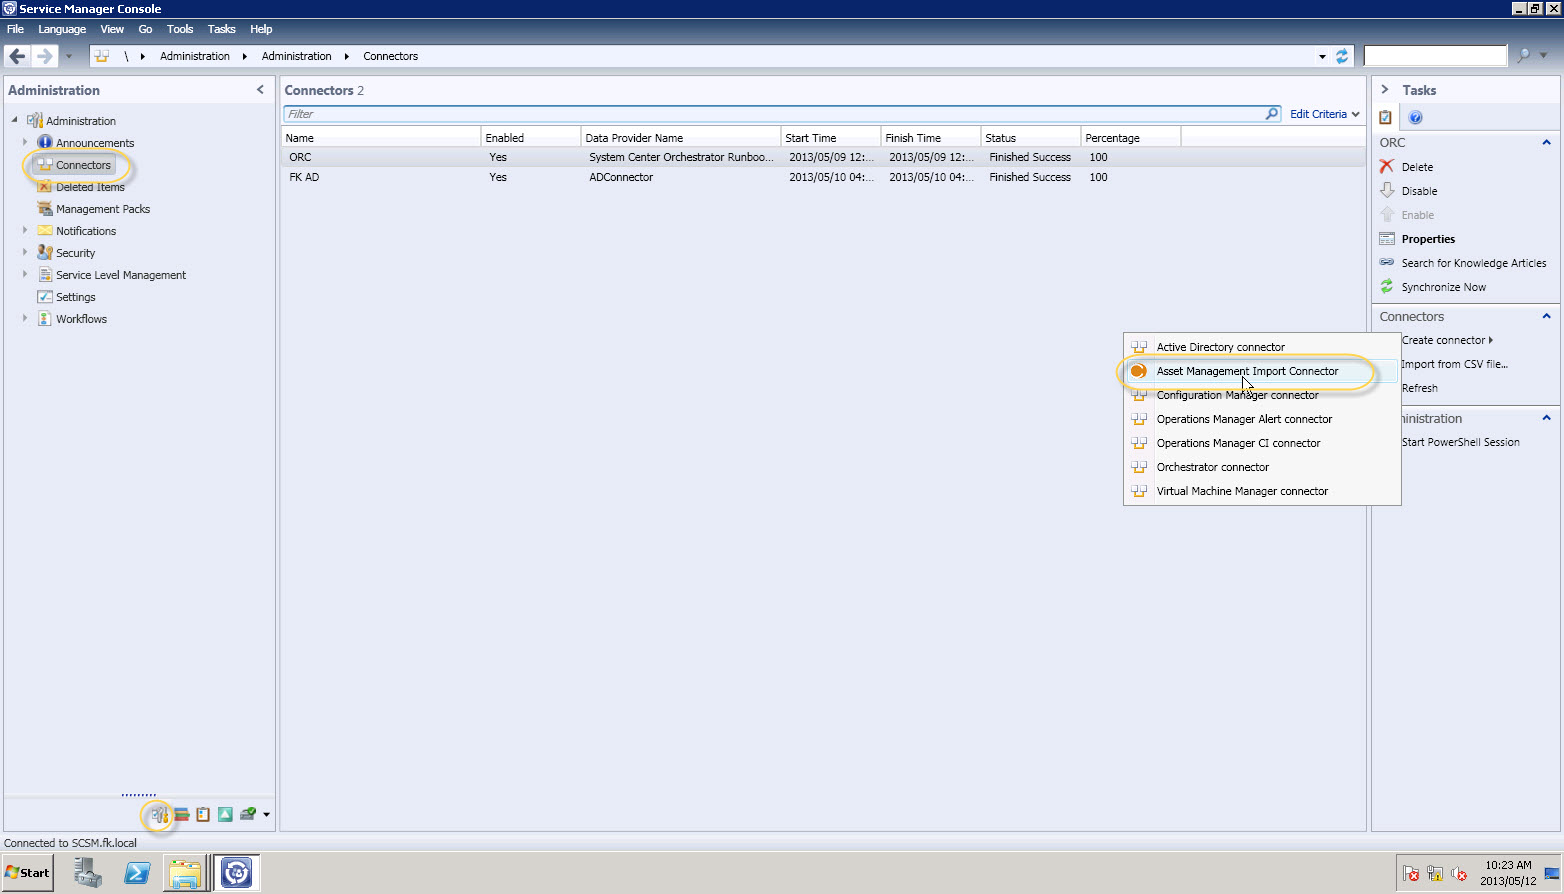 Service Manager Console
File Language View Go Tools Tasks Help
\ Administration Administration Connectors
Administration
Administration
Announcements
Connectors
Deleted Items
Management Packs
Notifications
Security
Service Level Management
Settings
Workflows
Connectors 2
Filter
Edit Criteria
Name Enabled Data Provider Name Start Time Finish Time Status Percentage
ORC Yes System Center Orchestrator Runboo... 2013/05/09 12:... 2013/05/09 12:... Finished Success 100
FK AD Yes ADConnector 2013/05/10 04:... 2013/05/10 04:... Finished Success 100
Active Directory connector
Asset Management Import Connector
Configuration Manager connector
Operations Manager Alert connector
Operations Manager CI connector
Orchestrator connector
Virtual Machine Manager connector
Tasks
ORC
Delete
Disable
Enable
Properties
Search for Knowledge Articles
Synchronize Now
Connectors
Create connector
Import from CSV file...
Refresh
inistration
Start PowerShell Session
Connected to SCSM.fk.local
Start
10:23 AM
2013/05/12